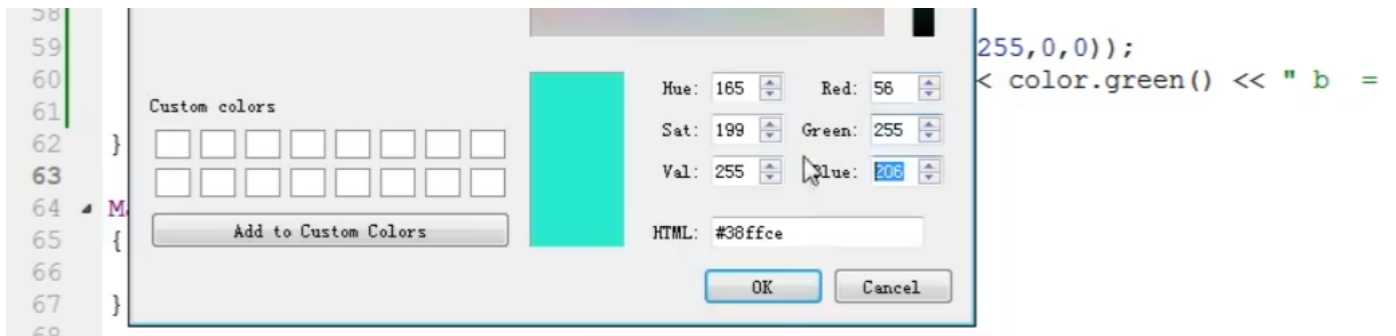 58
59 255,0,0));
60 < color.green() << " b =
61
62 }
63
64 M
65 {
66
67 }
68
Custom colors
Add to Custom Colors
Hue: 165 Red: 56
Sat: 199 Green: 255
Val: 255 Blue: 206
HTML: #38ffce
OK Cancel